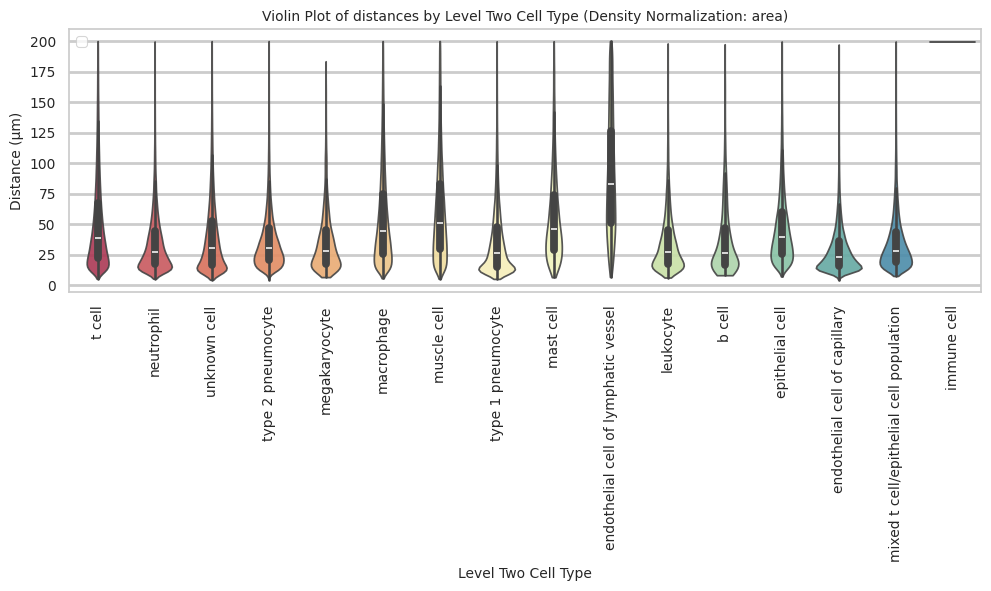 Violin Plot of distances by Level Two Cell Type (Density Normalization: area)
Distance (μm)
200
175
150
125
100
75
50
25
0
t cell
neutrophil
unknown cell
type 2 pneumocyte
megakaryocyte
macrophage
muscle cell
type 1 pneumocyte
mast cell
endothelial cell of lymphatic vessel
leukocyte
b cell
epithelial cell
endothelial cell of capillary
mixed t cell/epithelial cell population
immune cell
Level Two Cell Type